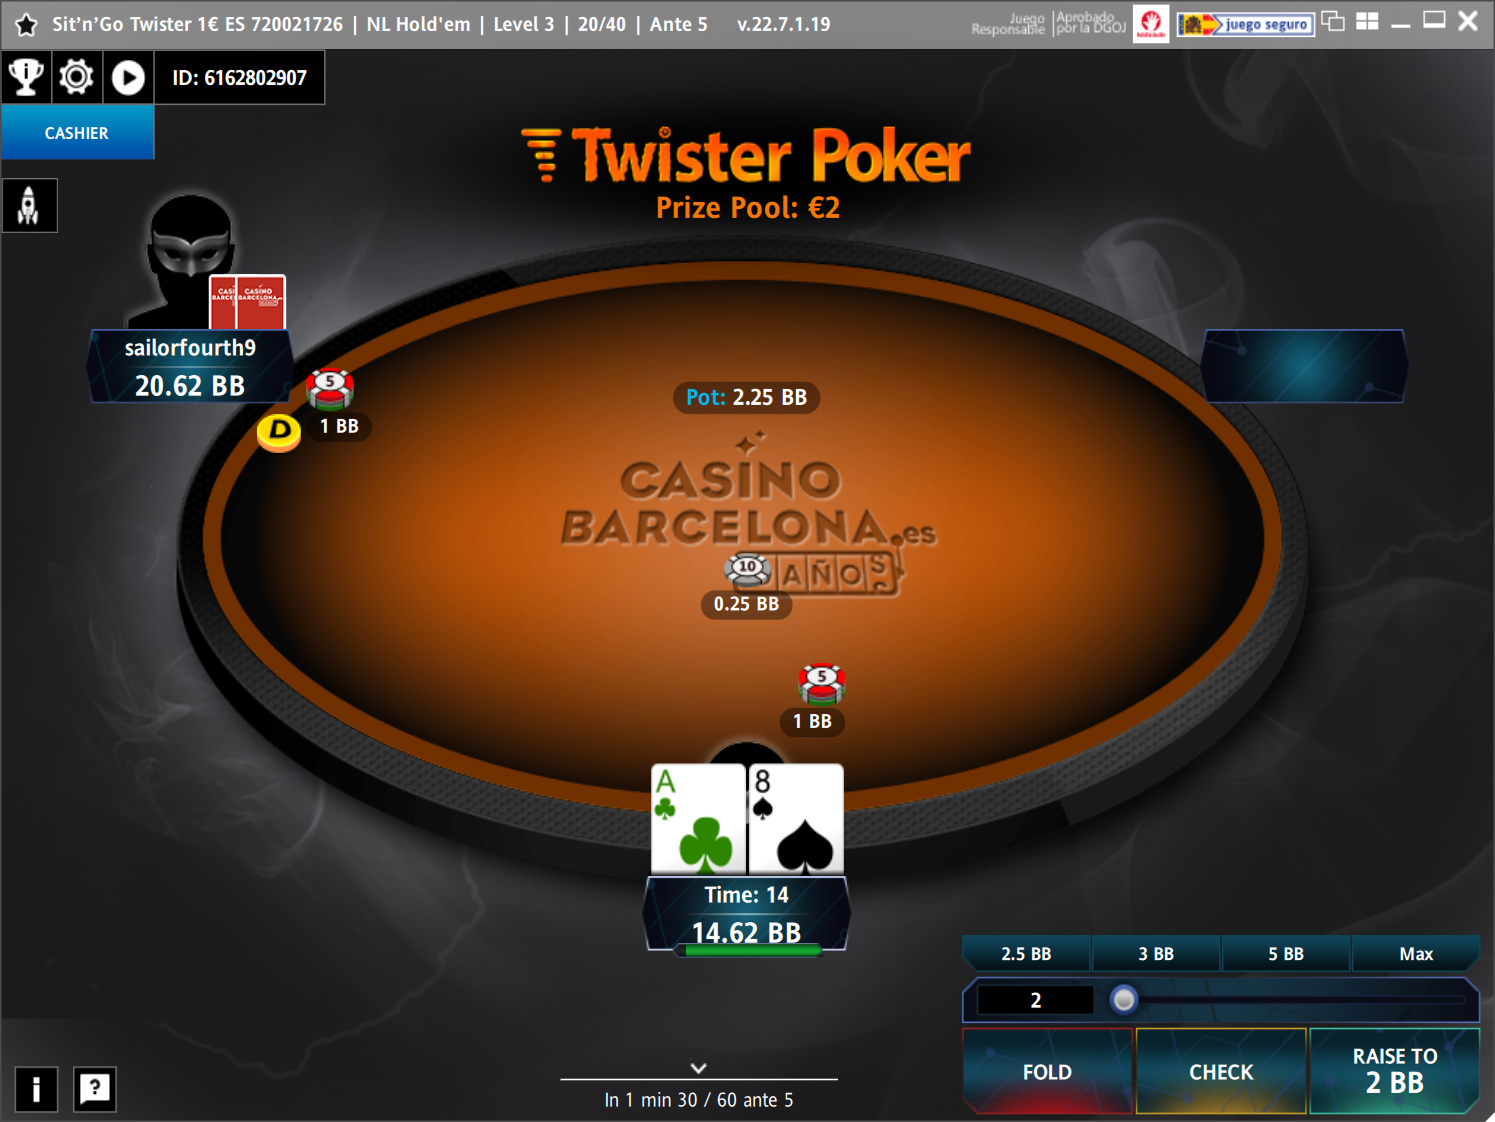 Sit'n'Go Twister 1€ ES 720021726 | NL Hold'em | Level 3 | 20/40 | Ante 5 v.22.7.1.19
Juego Responsable
Aprobado por la DGOJ
juego seguro
ID: 6162802907
CASHIER
Twister Poker
Prize Pool: €2
CASINO BARCELONA.es
sailorfourth9
20.62 BB
5
D
1 BB
Pot: 2.25 BB
CASINO
BARCELONA.es
AÑOS
10
0.25 BB
5
1 BB
A
8
Time: 14
14.62 BB
2.5 BB
3 BB
5 BB
Max
2
FOLD
CHECK
RAISE TO
2 BB
In 1 min 30 / 60 ante 5